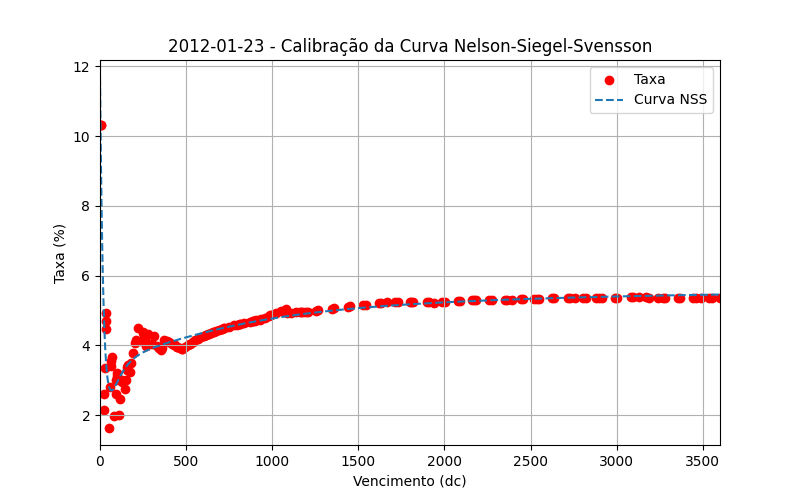 2012-01-23 - Calibração da Curva Nelson-Siegel-Svensson
Taxa
Curva NSS
Taxa (%)
12
10
8
6
4
2
0
500
1000
1500
2000
2500
3000
3500
Vencimento (dc)